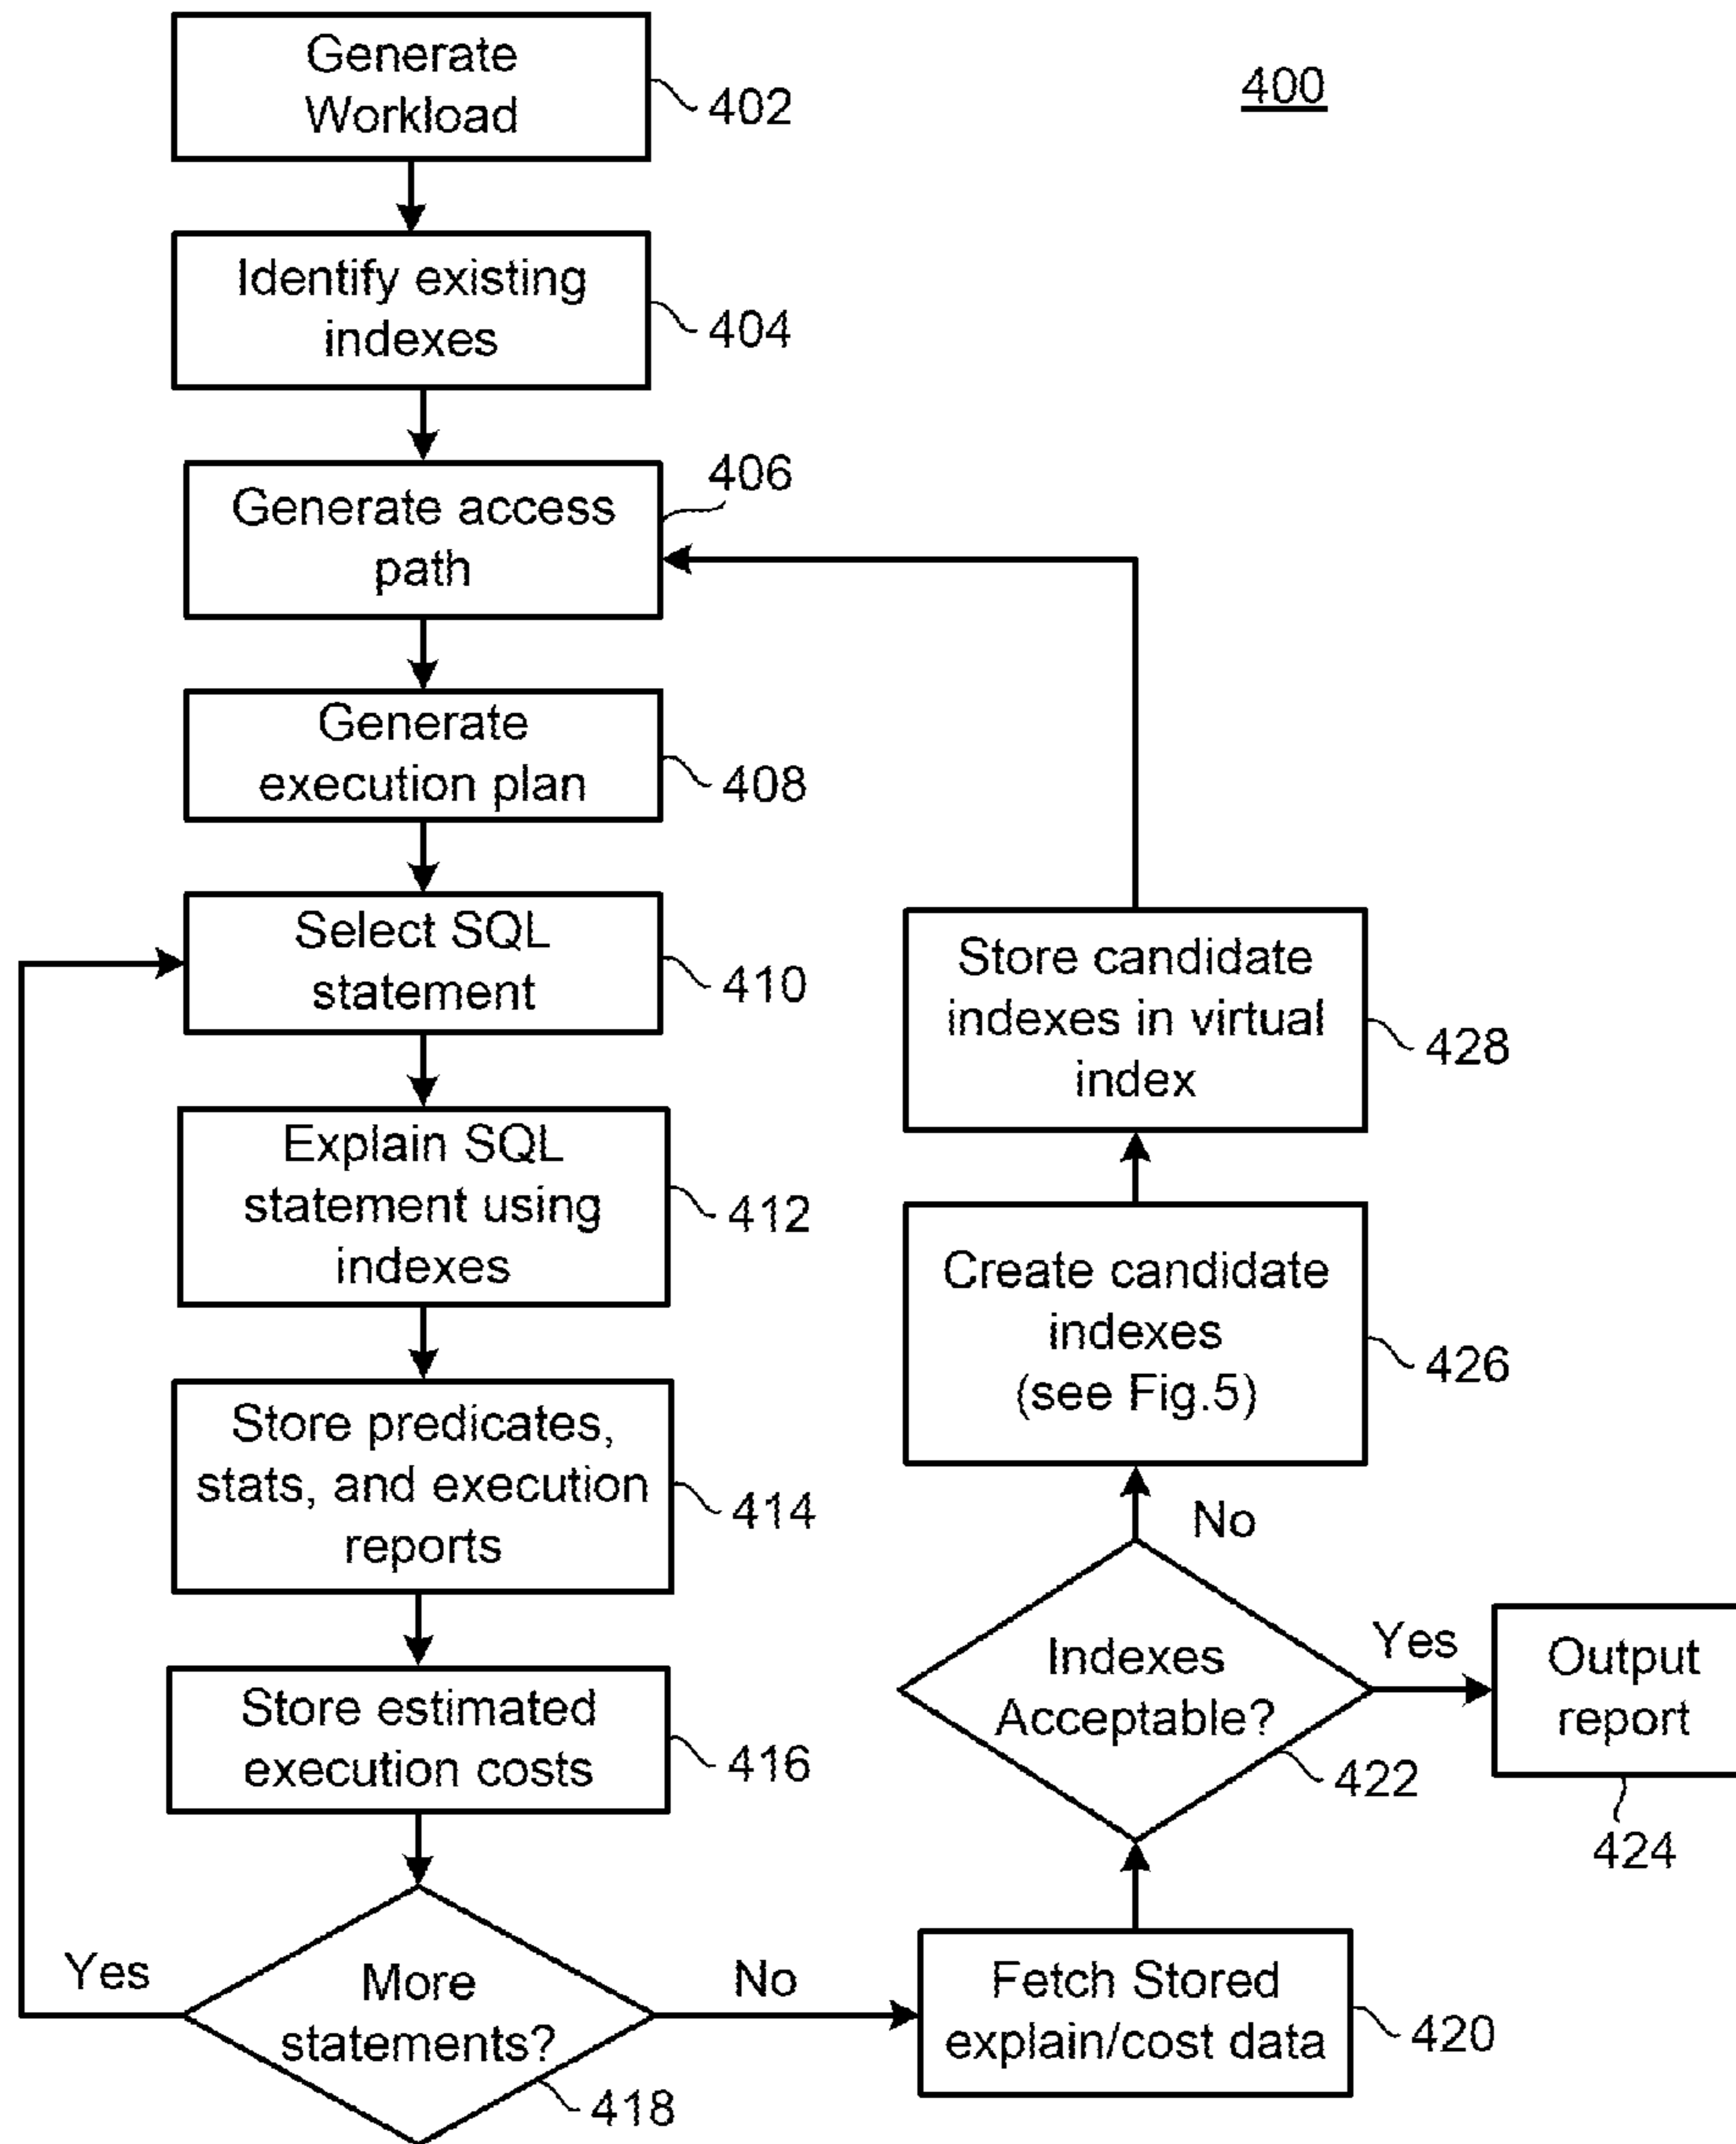 Generate
Workload
402
400
Identify existing
indexes
404
Generate access
path
406
Generate
execution plan
408
Select SQL
statement
410
Explain SQL
statement using
indexes
412
Store predicates,
stats, and execution
reports
414
Store estimated
execution costs
416
More
statements?
418
Yes
No
Fetch Stored
explain/cost data
420
Indexes
Acceptable?
422
Yes
Output
report
424
No
Create candidate
indexes
(see Fig.5)
426
Store candidate
indexes in virtual
index
428